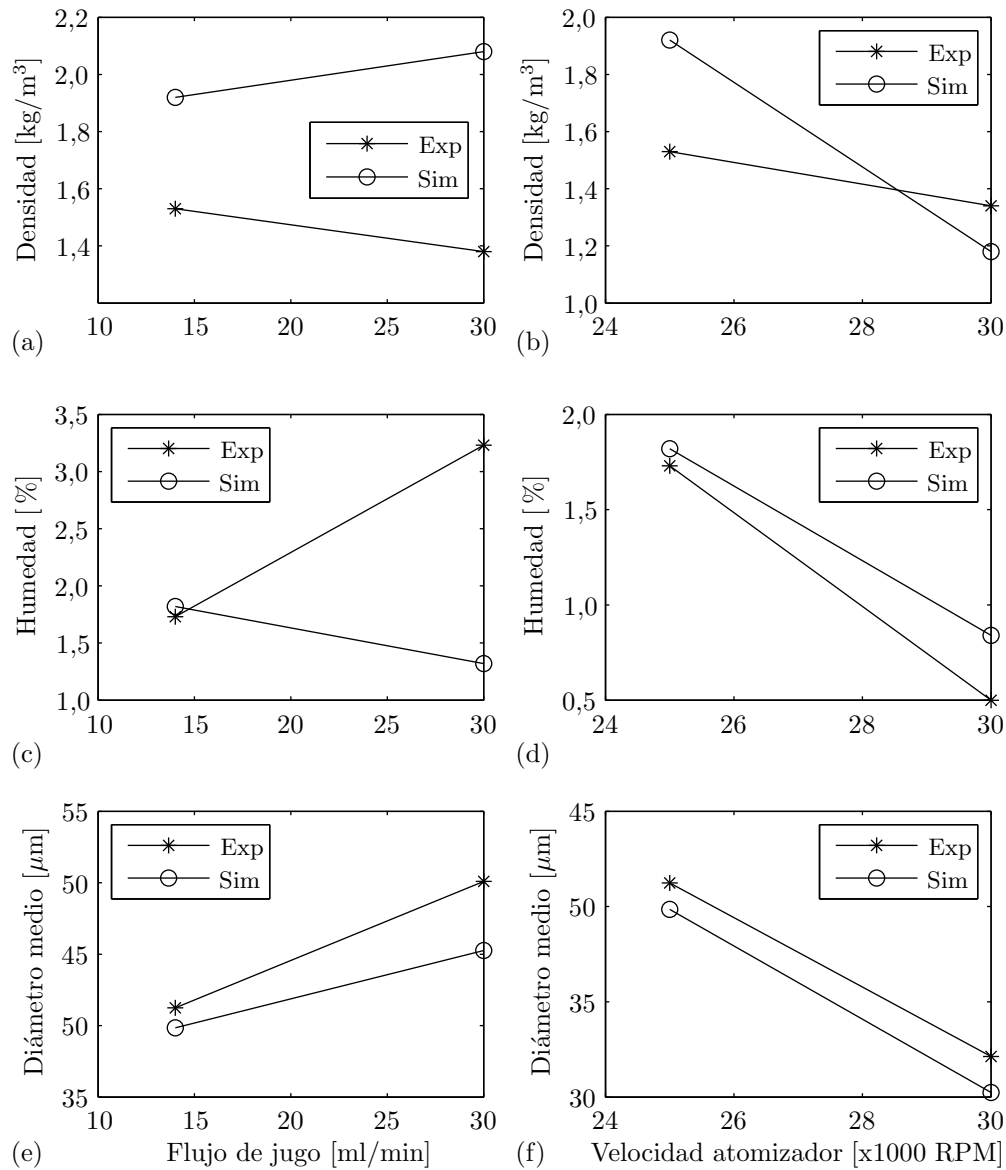 2,2
2,0
1,8
1,6
1,4
Densidad [kg/m³]
Exp
Sim
10
15
20
25
30
(a)
2,0
1,8
1,6
1,4
1,2
1,0
Densidad [kg/m³]
Exp
Sim
24
26
28
30
(b)
3,5
3,0
2,5
2,0
1,5
1,0
Humedad [ %]
Exp
Sim
10
15
20
25
30
(c)
2,0
1,5
1,0
0,5
Humedad [ %]
Exp
Sim
24
26
28
30
(d)
55
50
45
50
35
Diámetro medio [µm]
Exp
Sim
10
15
20
25
30
(e)
Flujo de jugo [ml/min]
45
50
35
30
Diámetro medio [µm]
Exp
Sim
24
26
28
30
(f)
Velocidad atomizador [x1000 RPM]